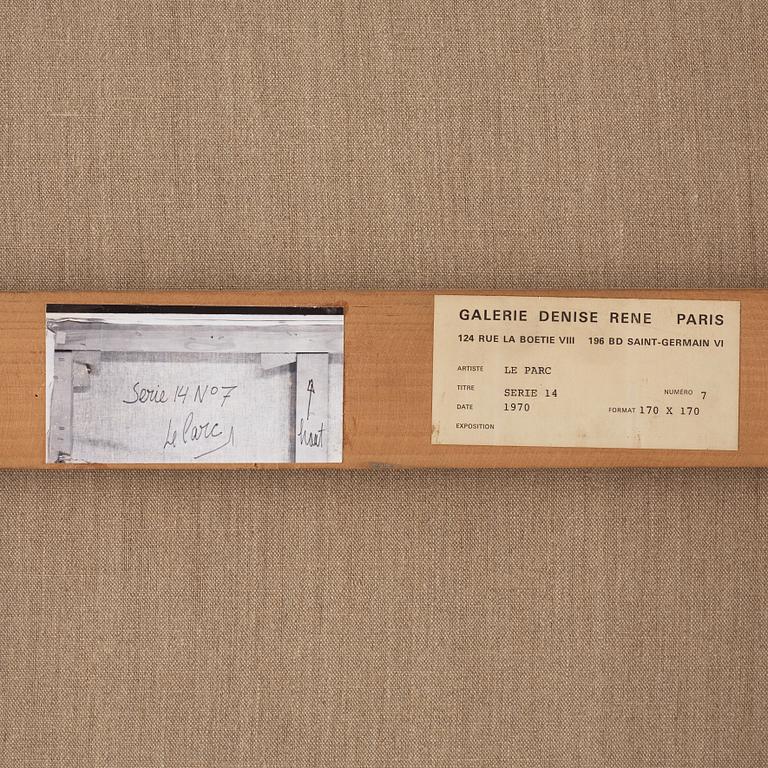 Serie 14 Nº 7
Le Parc
haut
GALERIE DENISE RENE PARIS
124 RUE LA BOETIE VIII 196 BD SAINT-GERMAIN VI
ARTISTE LE PARC
TITRE SERIE 14 NUMÉRO 7
DATE 1970 FORMAT 170 X 170
EXPOSITION